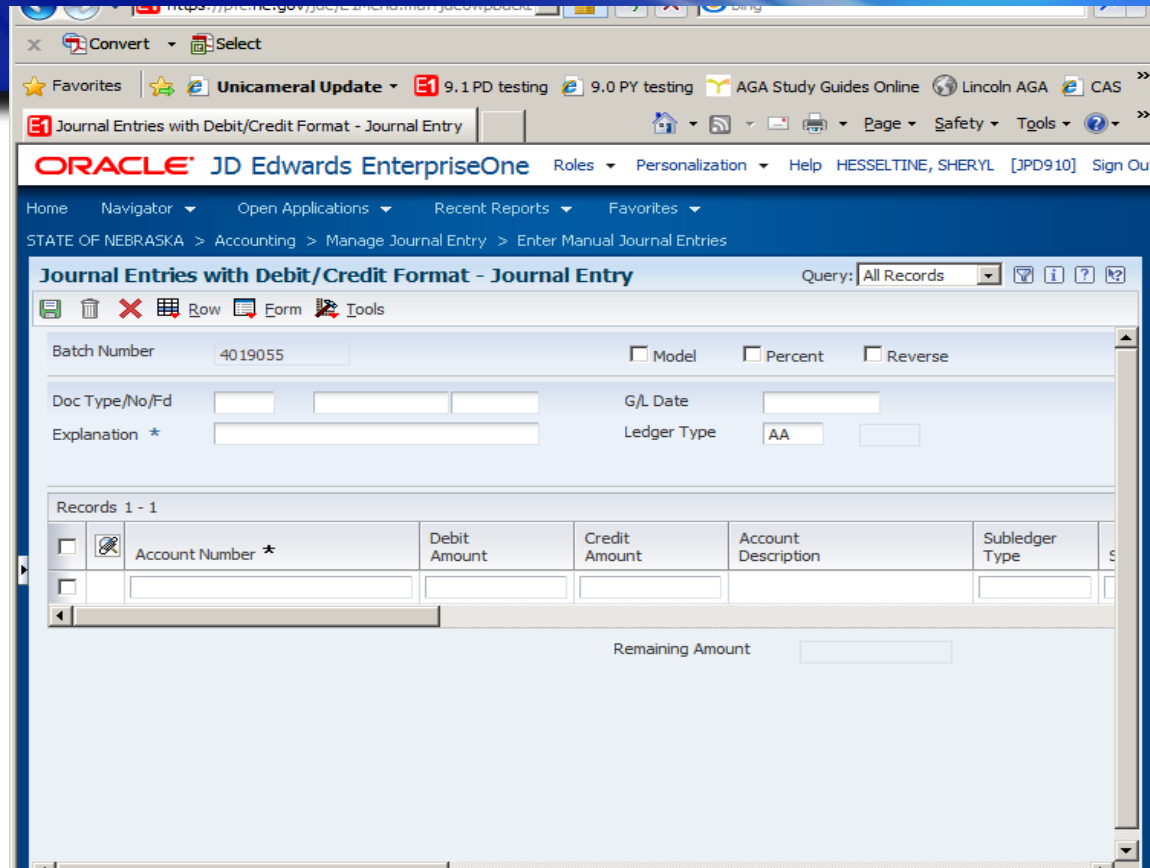 Convert Select
Favorites Unicameral Update 9.1 PD testing 9.0 PY testing AGA Study Guides Online Lincoln AGA CAS »
Journal Entries with Debit/Credit Format - Journal Entry Page Safety Tools »
ORACLE JD Edwards EnterpriseOne Roles Personalization Help HESSELTINE, SHERYL [JPD910] Sign Ou
Home Navigator Open Applications Recent Reports Favorites
STATE OF NEBRASKA > Accounting > Manage Journal Entry > Enter Manual Journal Entries
Journal Entries with Debit/Credit Format - Journal Entry Query: All Records
Row Form Tools
Batch Number 4019055 Model Percent Reverse
Doc Type/No/Fd G/L Date
Explanation * Ledger Type AA
Records 1 - 1
Account Number * Debit Amount Credit Amount Account Description Subledger Type S
Remaining Amount